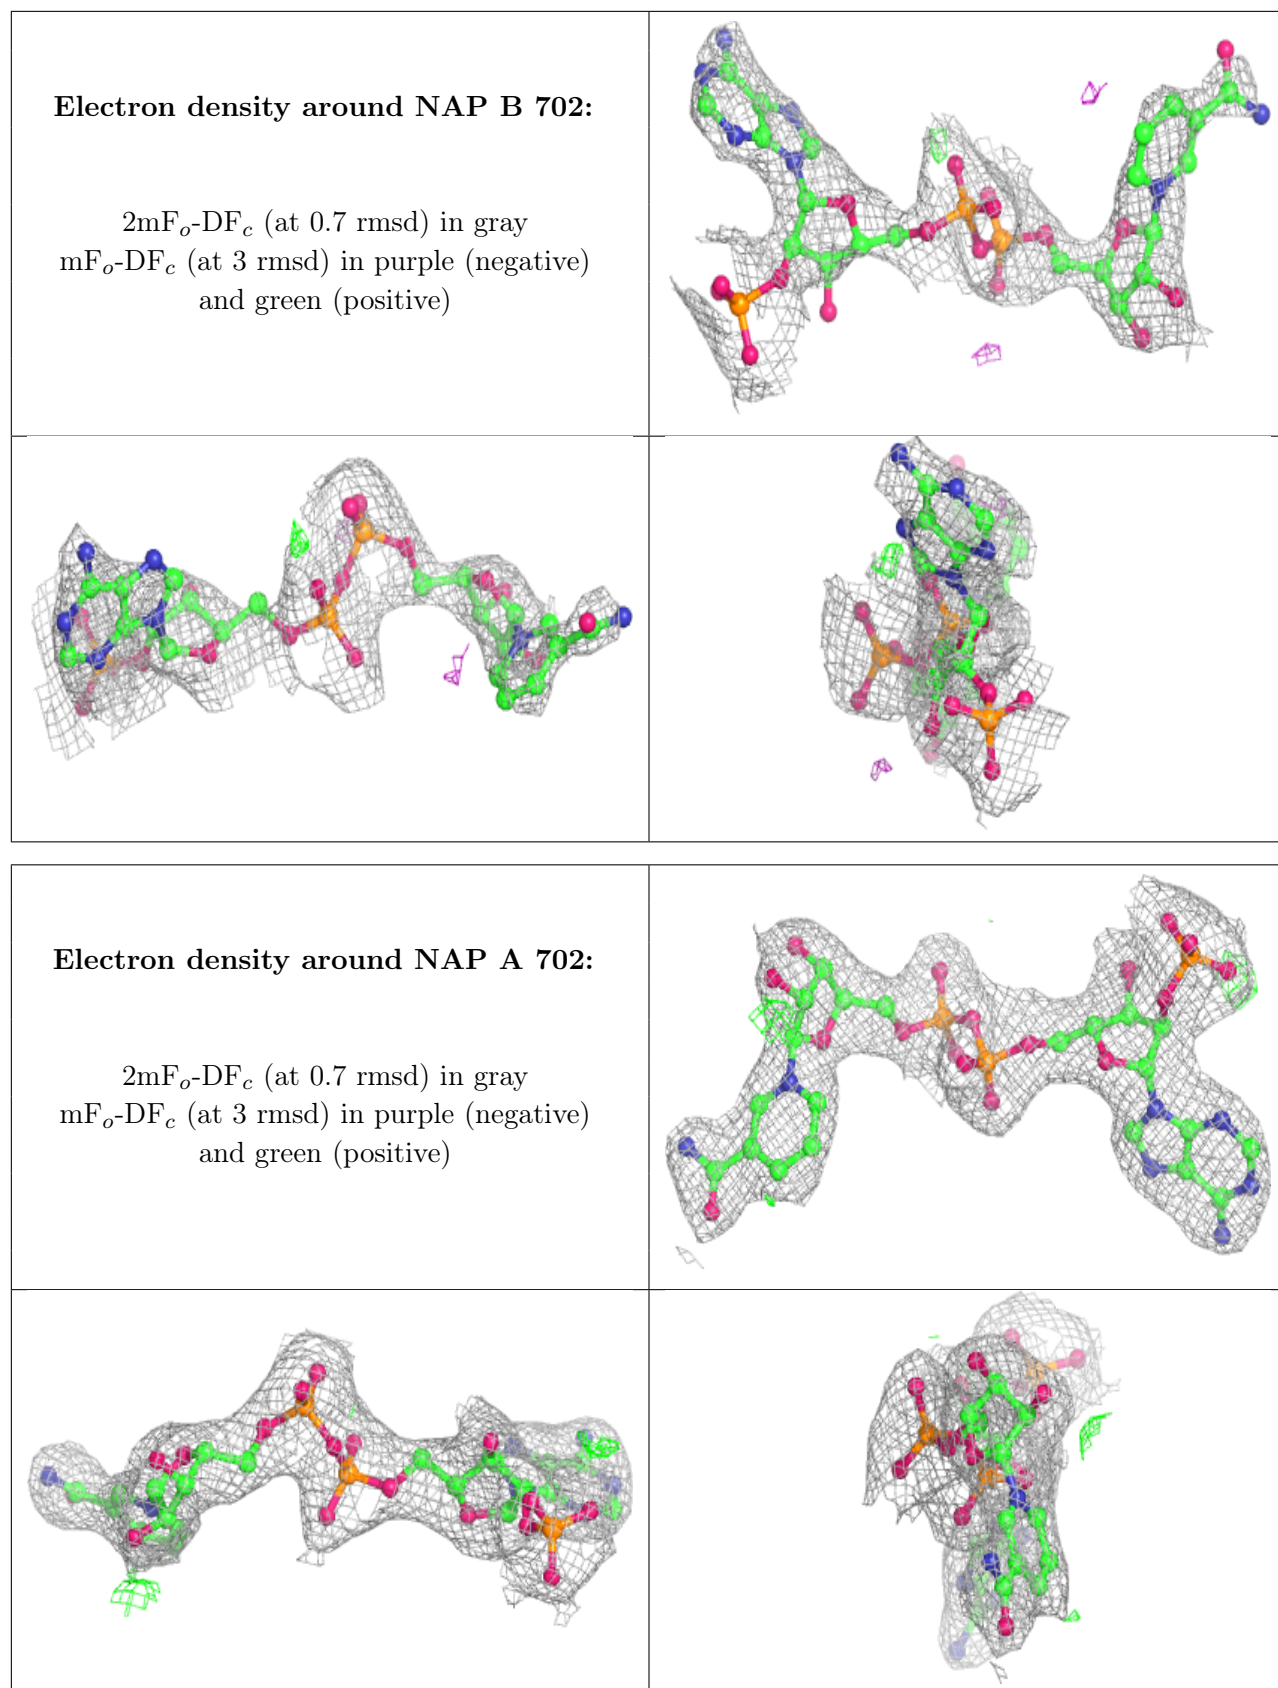 Electron density around NAP B 702:
2mFo-DFc (at 0.7 rmsd) in gray
mFo-DFc (at 3 rmsd) in purple (negative)
and green (positive)
Electron density around NAP A 702:
2mFo-DFc (at 0.7 rmsd) in gray
mFo-DFc (at 3 rmsd) in purple (negative)
and green (positive)